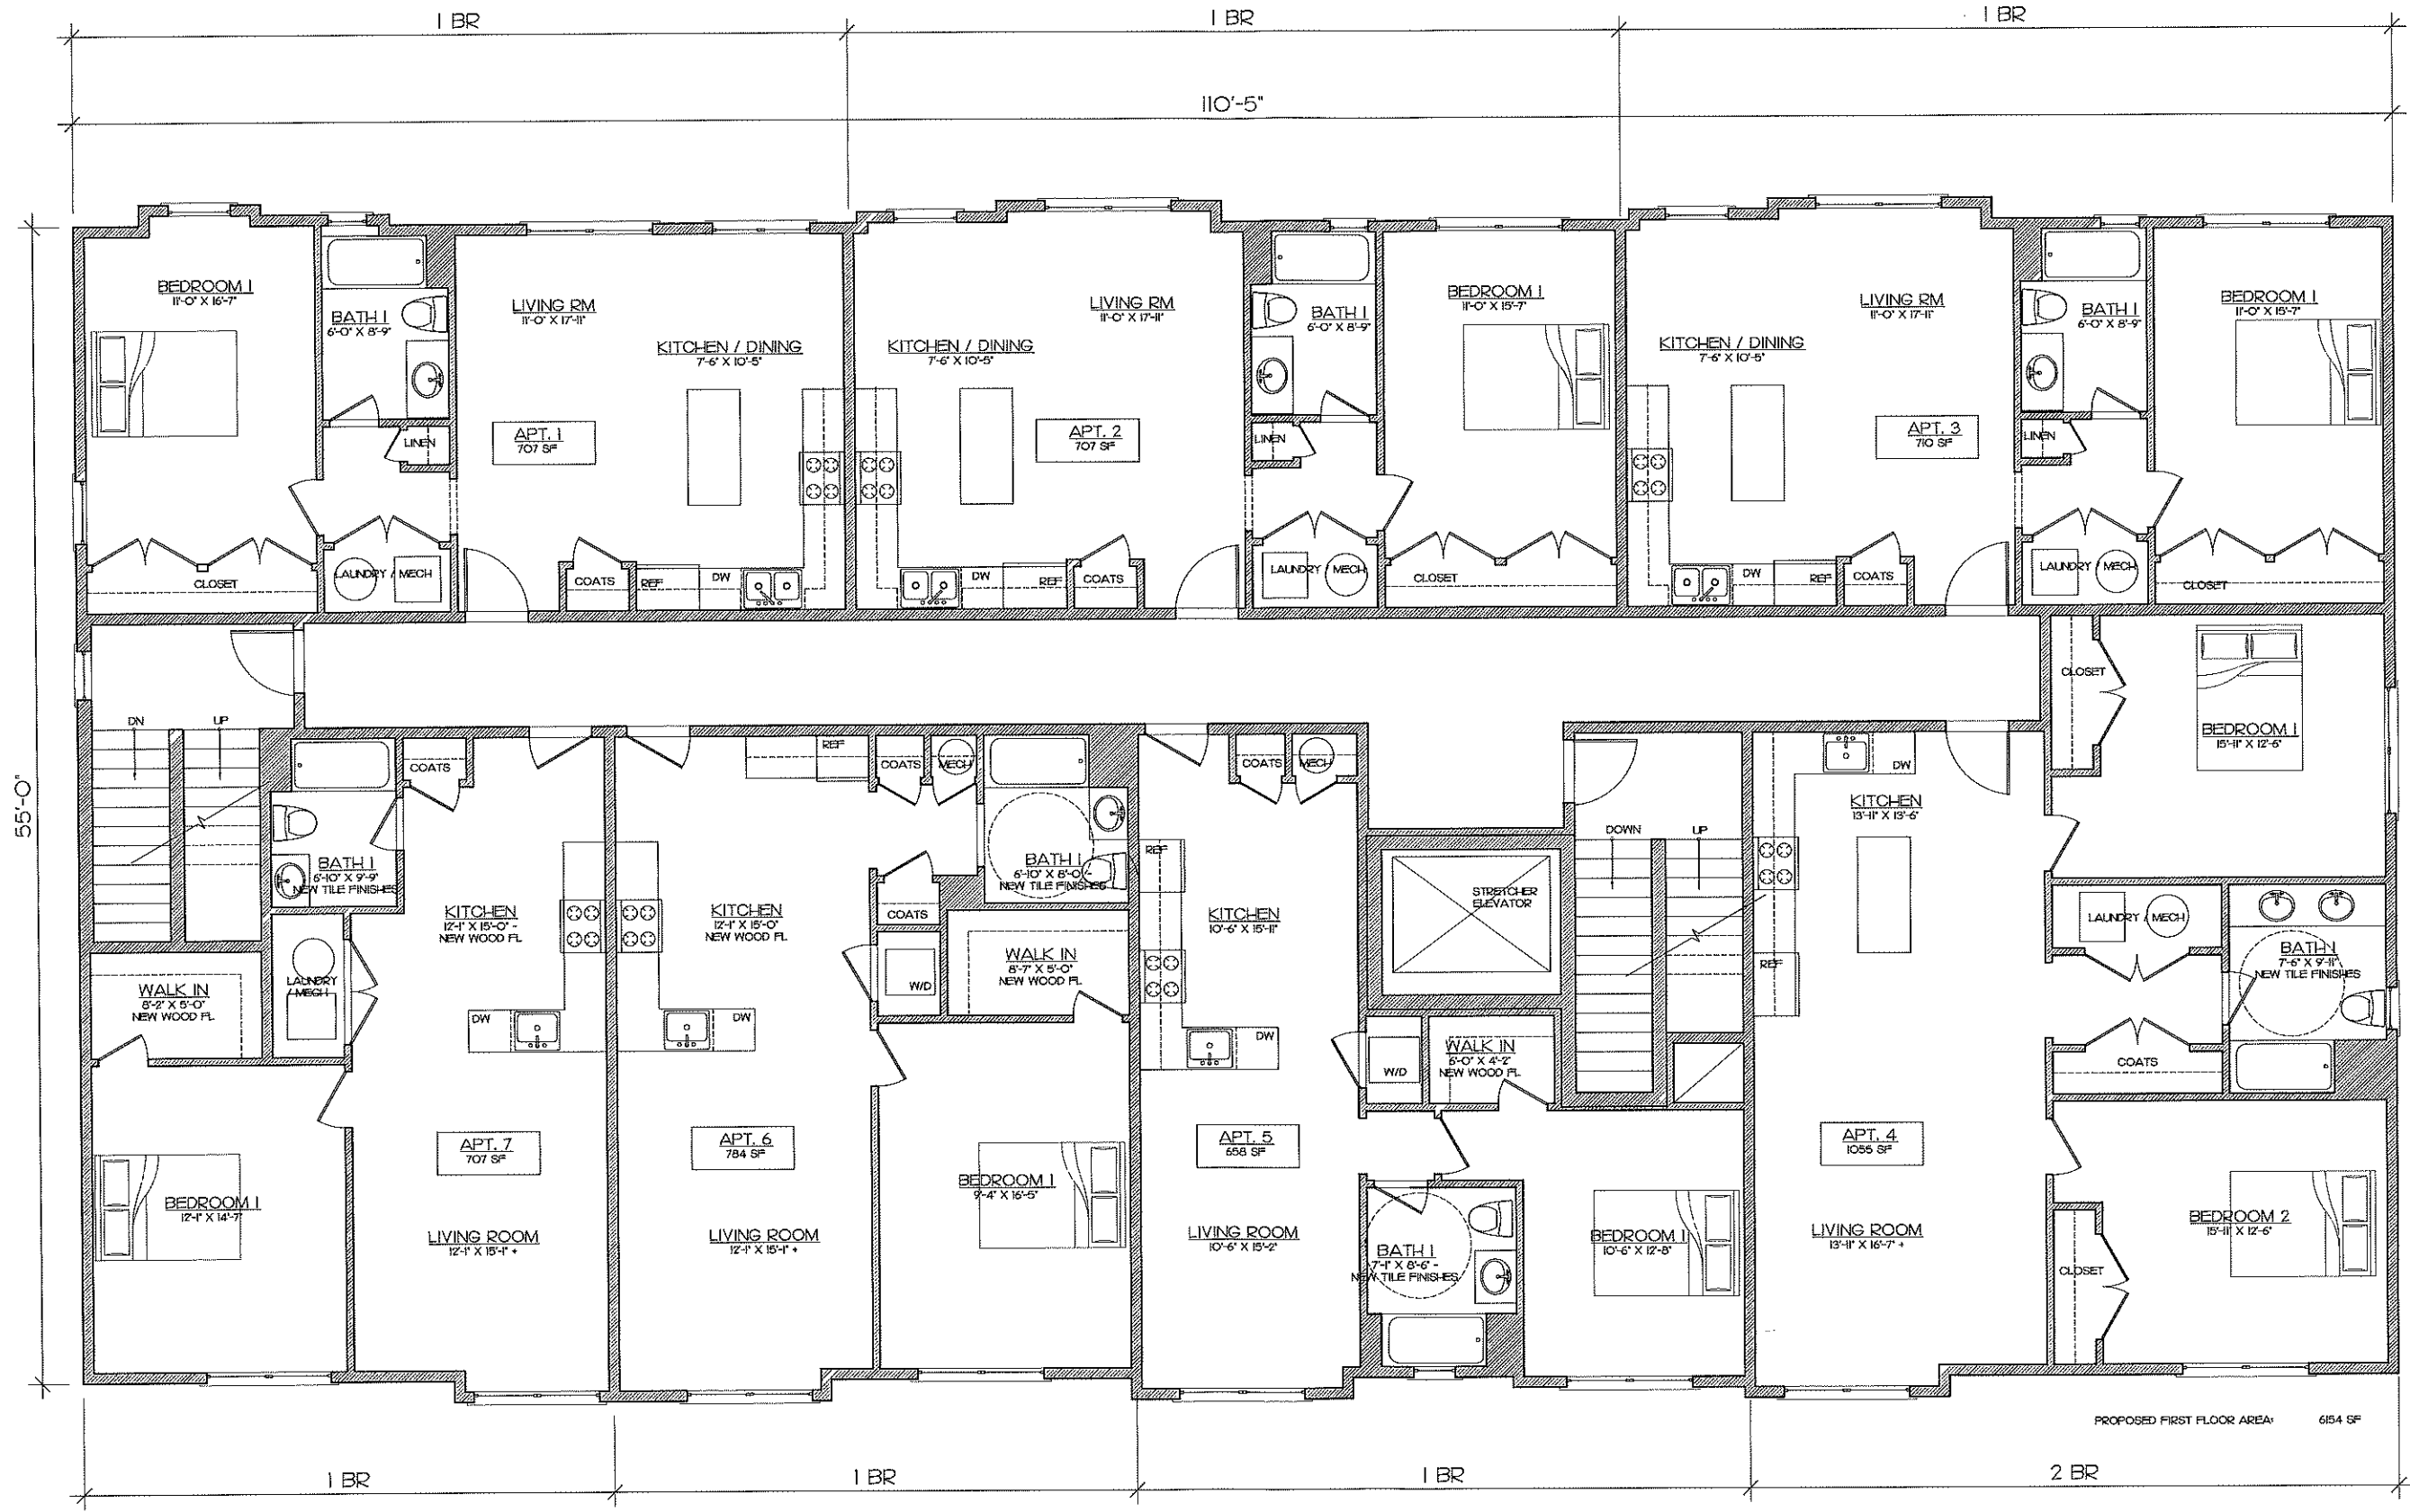 1 BR
1 BR
1 BR
110'-5"
55'-0"
BEDROOM 1
11'-0" X 16'-7"
BATH 1
6'-0" X 8'-9"
LINEN
LIVING RM
11'-0" X 17'-11"
KITCHEN / DINING
7'-6" X 10'-5"
APT. 1
707 SF
CLOSET
LAUNDRY / MECH
COATS
REF
DW
LIVING RM
11'-0" X 17'-11"
KITCHEN / DINING
7'-6" X 10'-5"
APT. 2
707 SF
DW
REF
COATS
BATH 1
6'-0" X 8'-9"
LINEN
LAUNDRY / MECH
BEDROOM 1
11'-0" X 15'-7"
CLOSET
LIVING RM
11'-0" X 17'-11"
KITCHEN / DINING
7'-6" X 10'-5"
APT. 3
710 SF
DW
REF
COATS
BATH 1
6'-0" X 8'-9"
LINEN
LAUNDRY / MECH
BEDROOM 1
11'-0" X 15'-7"
CLOSET
DN
UP
COATS
BATH 1
6'-10" X 9'-9"
NEW TILE FINISHES
KITCHEN
12'-1" X 15'-0" -
NEW WOOD FL
LAUNDRY
/ MECH
WALK IN
8'-2" X 5'-0"
NEW WOOD FL
DW
APT. 7
707 SF
BEDROOM 1
12'-1" X 14'-7"
LIVING ROOM
12'-1" X 15'-1" +
REF
COATS
MECH
BATH 1
6'-10" X 8'-0" -
NEW TILE FINISHES
KITCHEN
12'-1" X 15'-0"
NEW WOOD FL
COATS
W/D
WALK IN
8'-7" X 5'-0"
NEW WOOD FL
DW
APT. 6
784 SF
BEDROOM 1
9'-4" X 16'-5"
LIVING ROOM
12'-1" X 15'-1" +
COATS
MECH
REF
KITCHEN
10'-6" X 15'-11"
DW
STRETCHER
ELEVATOR
DOWN
UP
W/D
WALK IN
6'-0" X 4'-2"
NEW WOOD FL
APT. 5
658 SF
LIVING ROOM
10'-6" X 15'-2"
BATH 1
7'-1" X 8'-6" -
NEW TILE FINISHES
BEDROOM 1
10'-6" X 12'-8"
DW
KITCHEN
13'-11" X 13'-6"
REF
CLOSET
BEDROOM 1
15'-11" X 12'-6"
LAUNDRY / MECH
BATH 1
7'-6" X 9'-11"
NEW TILE FINISHES
COATS
APT. 4
1055 SF
LIVING ROOM
13'-11" X 16'-7" +
BEDROOM 2
15'-11" X 12'-6"
CLOSET
PROPOSED FIRST FLOOR AREA: 6154 SF
1 BR
1 BR
1 BR
2 BR